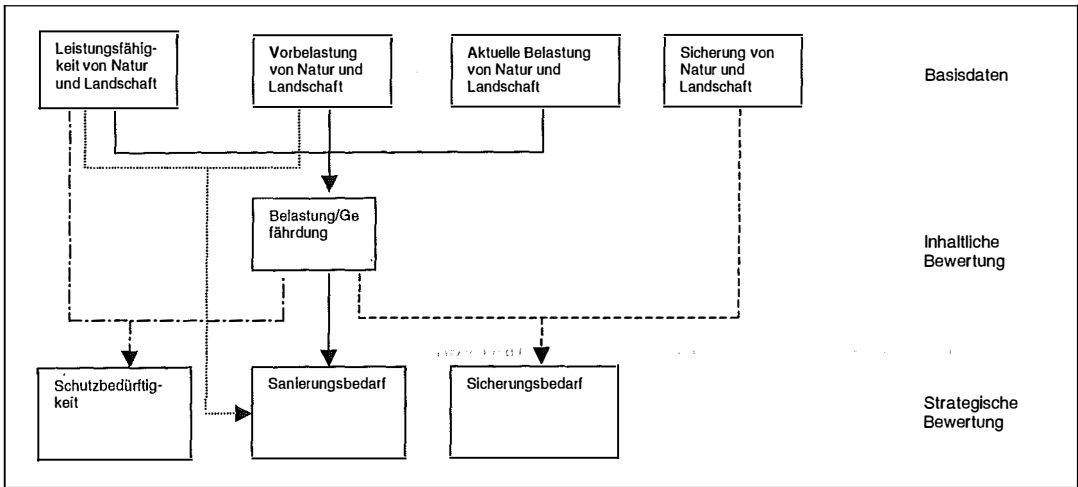 Leistungsfähig-
keit von Natur
und Landschaft
Vorbelastung
von Natur und
Landschaft
Aktuelle Belastung
von Natur und
Landschaft
Sicherung von
Natur und
Landschaft
Basisdaten
Belastung/Ge
fährdung
Inhaltliche
Bewertung
Schutzbedürftig-
keit
Sanierungsbedarf
Sicherungsbedarf
Strategische
Bewertung